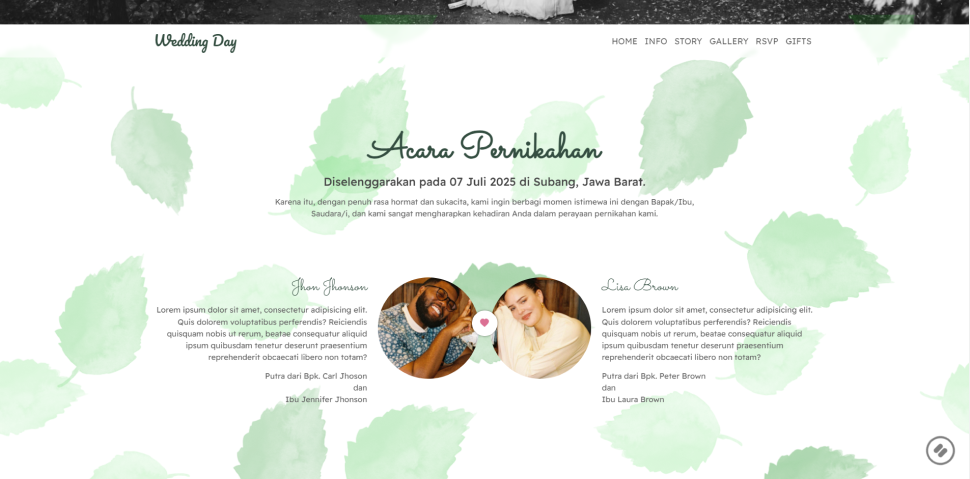 Wedding Day
HOME INFO STORY GALLERY RSVP GIFTS
Acara Pernikahan
Diselenggarakan pada 07 Juli 2025 di Subang, Jawa Barat.
Karena itu, dengan penuh rasa hormat dan sukacita, kami ingin berbagi momen istimewa ini dengan Bapak/Ibu,
Saudara/i, dan kami sangat mengharapkan kehadiran Anda dalam perayaan pernikahan kami.
Jhon Jhonson
Lorem ipsum dolor sit amet, consectetur adipisicing elit.
Quis dolorem voluptatibus perferendis? Reiciendis
quisquam nobis ut rerum, beatae consequatur aliquid
ipsum quibusdam tenetur deserunt praesentium
reprehenderit obcaecati libero non totam?
Putra dari Bpk. Carl Jhoson
dan
Ibu Jennifer Jhonson
Lisa Brown
Lorem ipsum dolor sit amet, consectetur adipisicing elit.
Quis dolorem voluptatibus perferendis? Reiciendis
quisquam nobis ut rerum, beatae consequatur aliquid
ipsum quibusdam tenetur deserunt praesentium
reprehenderit obcaecati libero non totam?
Putra dari Bpk. Peter Brown
dan
Ibu Laura Brown